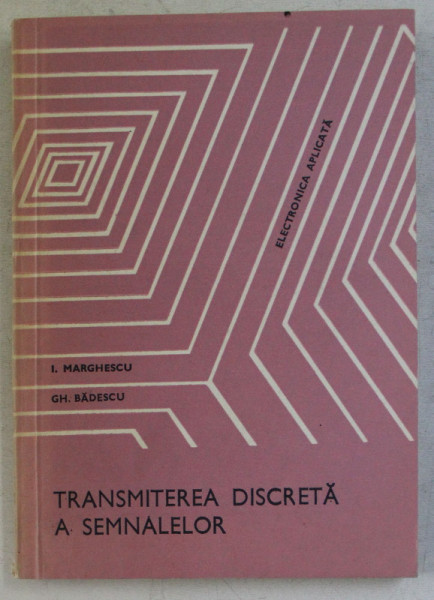 ELECTRONICA APLICATĂ
I. MARGHESCU
GH. BĂDESCU
TRANSMITEREA DISCRETĂ
A SEMNALELOR